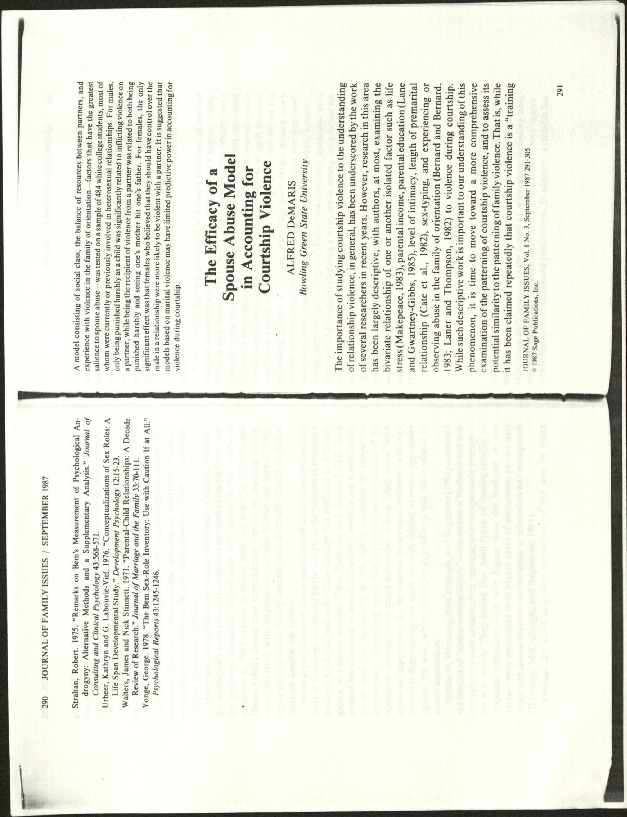 290 JOURNAL OF FAMILY ISSUES / SEPTEMBER 1987
Strahan, Robert. 1975. "Remarks on Bem's Measurement of Psychological An-
drogyny: Alternative Methods and a Supplementary Analysis." Journal of
Consulting and Clinical Psychology 43:568-571.
Urberr, Kathryn and G. Labouvie-Vief. 1976. "Conceptualizations of Sex Roles: A
Life Span Developmental Study." Development Psychology 12:15-23.
Walters, James and Nick Stinnett. 1971. "Parental-Child Relationships: A Decade
Review of Research." Journal of Marriage and the Family 33:70-111.
Yonge, George. 1978. "The Bem Sex-Role Inventory: Use with Caution If at All."
Psychological Reports 43:1245-1246.
A model consisting of social class, the balance of resources between partners, and
experience with violence in the family of orientation—factors that have the greatest
salience to spouse abuse—was tested on a sample of 484 white college students, most of
whom were currently or previously involved in heterosexual relationships. For males,
only being punished harshly as a child was significantly related to inflicting violence on
a partner, while being the recipient of violence from a partner was related to both being
punished harshly and seeing one's mother hit one's father. For females, the only
significant effect was that females who believed that they should have control over the
male in a relationship were more likely to be violent with a partner. It is suggested that
models based on marital violence may have limited predictive power in accounting for
violence during courtship.
The Efficacy of a
Spouse Abuse Model
in Accounting for
Courtship Violence
ALFRED DeMARIS
Bowling Green State University
The importance of studying courtship violence to the understanding
of relationship violence, in general, has been underscored by the work
of several researchers in recent years. However, research in this area
has been largely descriptive, with authors, at most, examining the
bivariate relationship of one or another isolated factor such as life
stress (Makepeace, 1983), parental income, parental education (Lane
and Gwartney-Gibbs, 1985), level of intimacy, length of premarital
relationship (Cate et al., 1982), sex-typing, and experiencing or
observing abuse in the family of orientation (Bernard and Bernard,
1983; Laner and Thompson, 1982) to violence during courtship.
While such descriptive work is important to our understanding of this
phenomenon, it is time to move toward a more comprehensive
examination of the patterning of courtship violence, and to assess its
potential similarity to the patterning of family violence. That is, while
it has been claimed repeatedly that courtship violence is a "training
JOURNAL OF FAMILY ISSUES, Vol. 8 No. 3, September 1987 291-305
© 1987 Sage Publications, Inc.
291